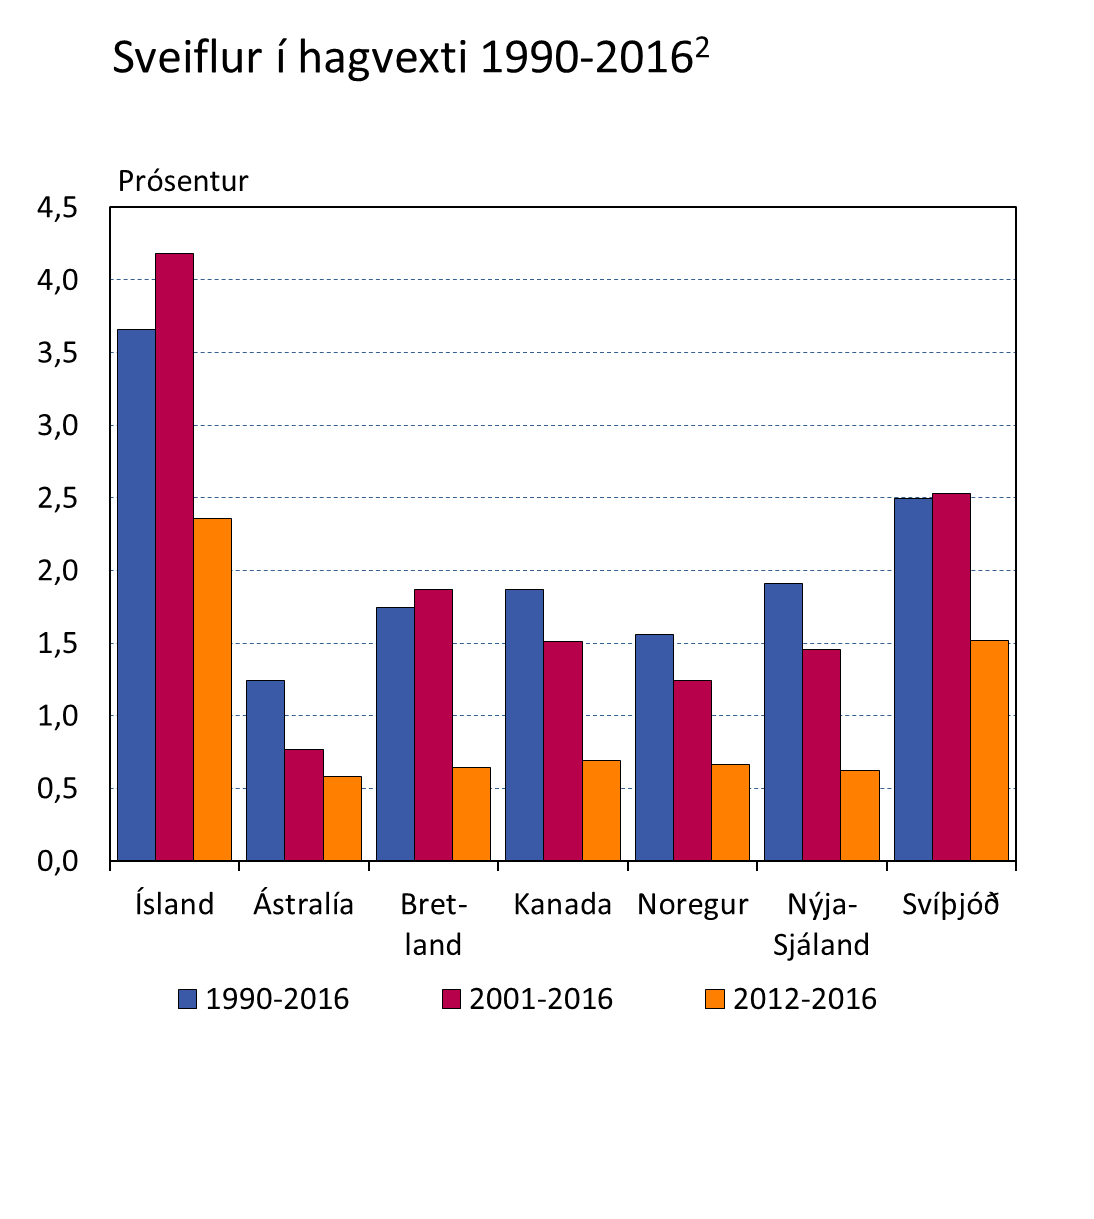 Sveiflur í hagvexti 1990-2016²
Prósentur
4,5
4,0
3,5
3,0
2,5
2,0
1,5
1,0
0,5
0,0
Ísland Ástralía Bret- Kanada Noregur Nýja- Svíþjóð
land Sjáland
1990-2016 2001-2016 2012-2016